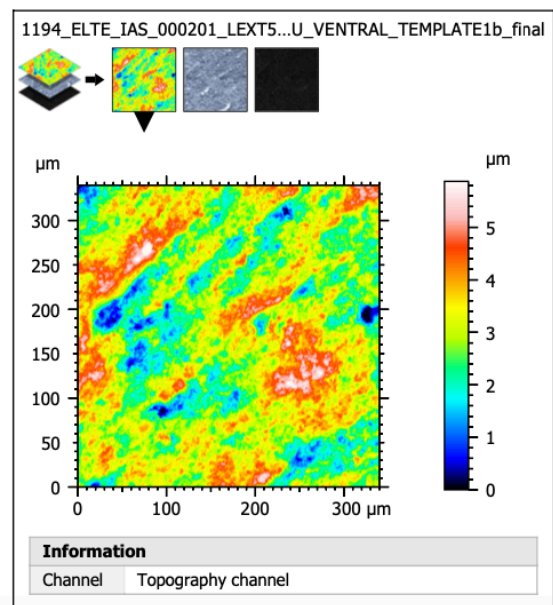 1194_ELTE_IAS_000201_LEXT5...U_VENTRAL_TEMPLATE1b_final
µm
µm
300
250
200
150
100
50
0
0 100 200 300 µm
5
4
3
2
1
0
Information
Channel Topography channel